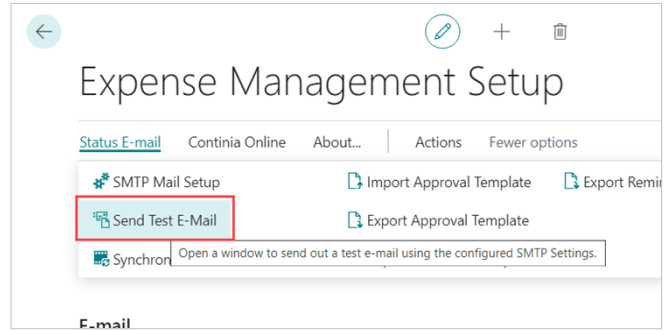 Expense Management Setup
Status E-mail Continia Online About... Actions Fewer options
SMTP Mail Setup Import Approval Template Export
Send Test E-Mail Export Approval Template
Open a window to send out a test e-mail using the configured SMTP Settings.
E-mail